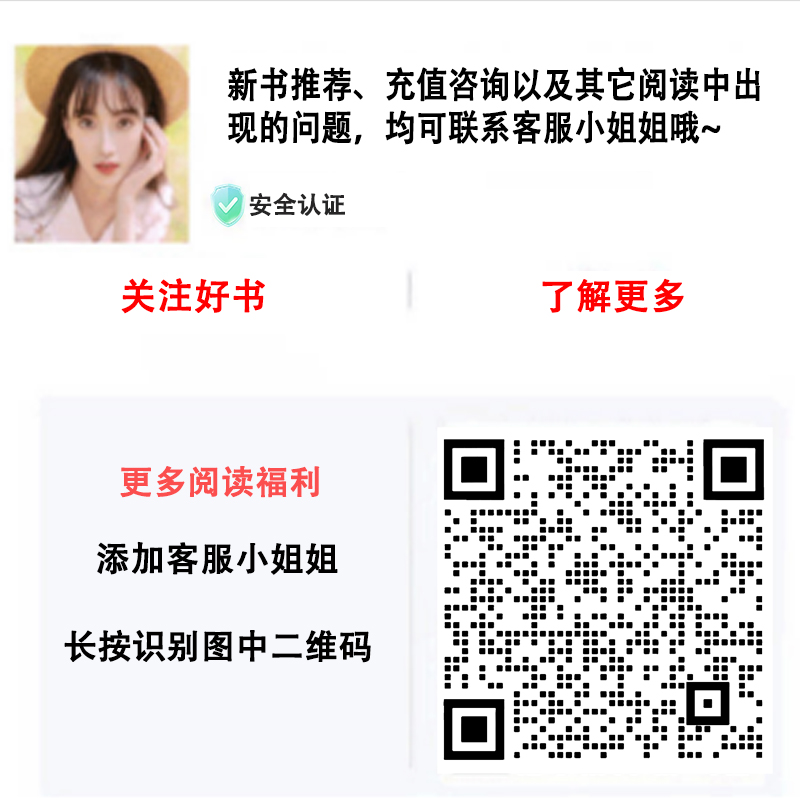 新书推荐、充值咨询以及其它阅读中出
现的问题，均可联系客服小姐姐哦~
安全认证
关注好书
了解更多
更多阅读福利
添加客服小姐姐
长按识别图中二维码